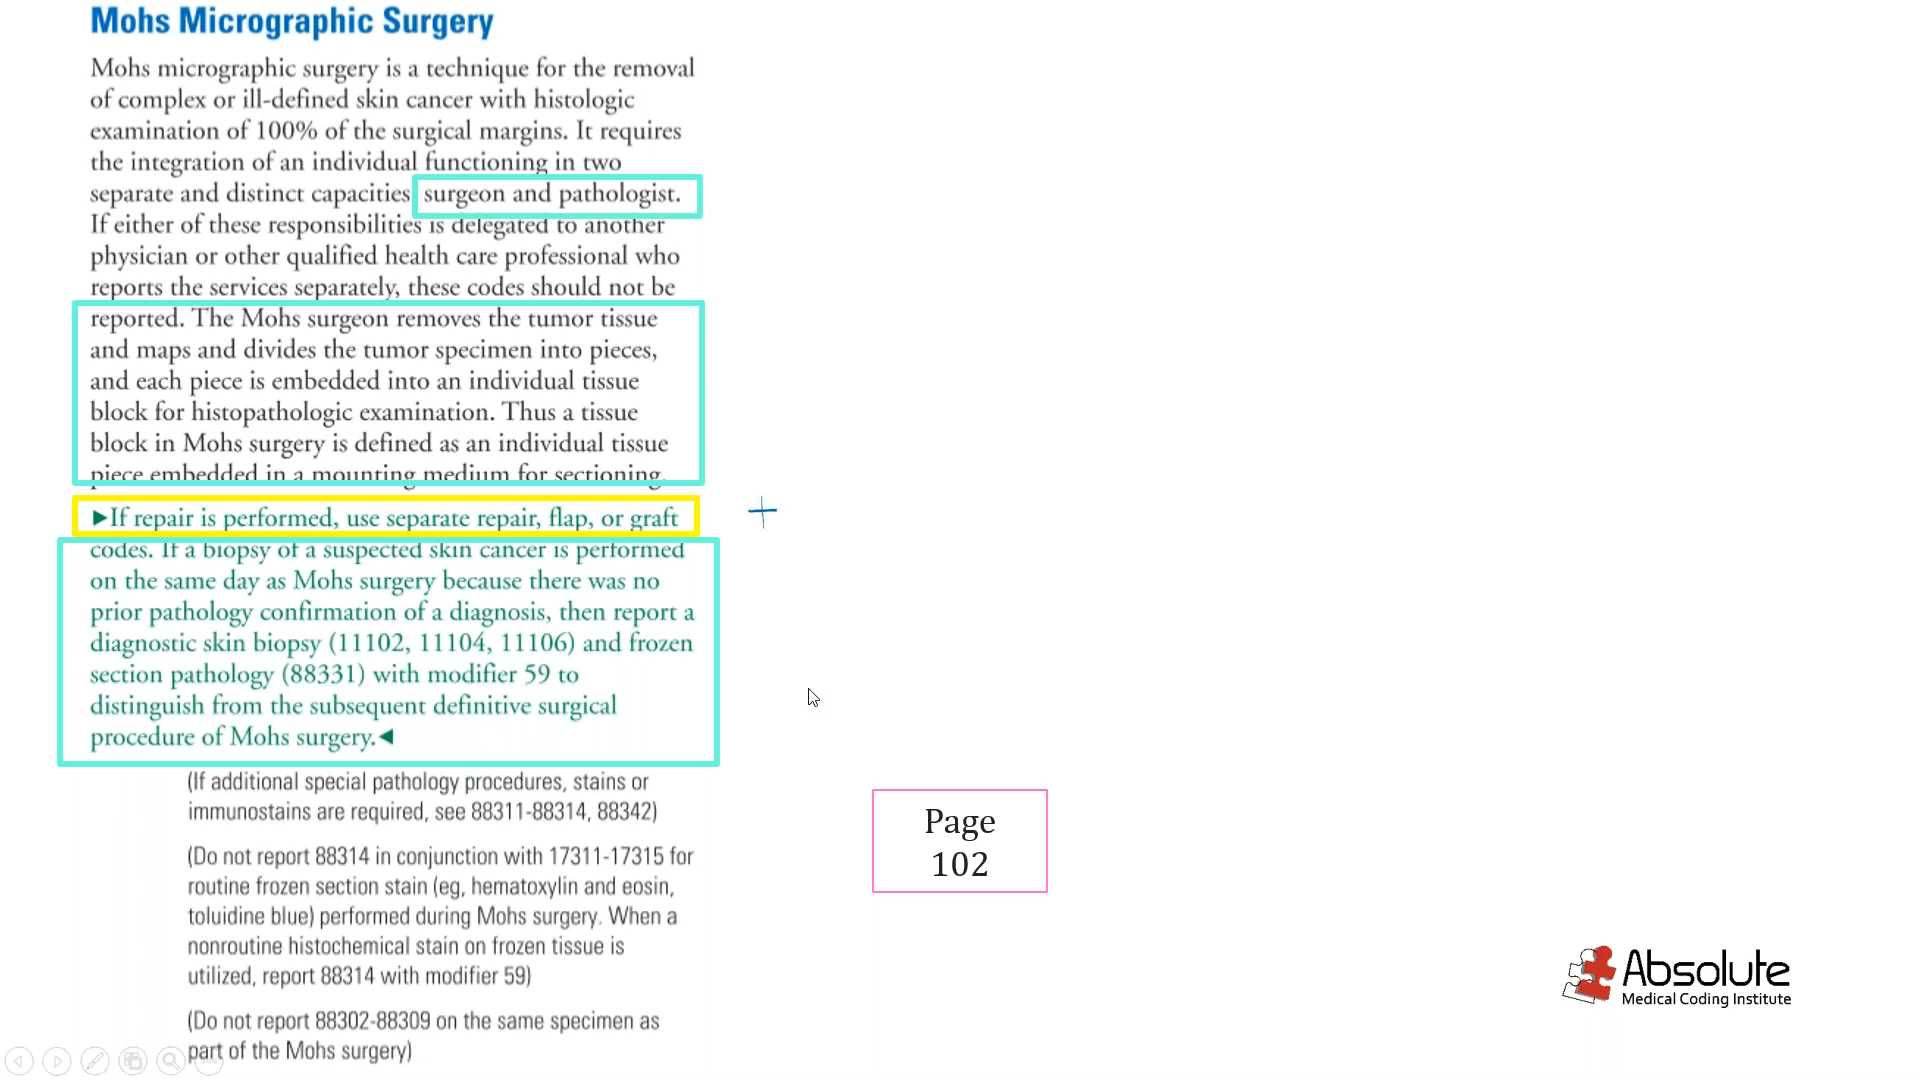 Mohs Micrographic Surgery
Mohs micrographic surgery is a technique for the removal
of complex or ill-defined skin cancer with histologic
examination of 100% of the surgical margins. It requires
the integration of an individual functioning in two
separate and distinct capacities surgeon and pathologist.
If either of these responsibilities is delegated to another
physician or other qualified health care professional who
reports the services separately, these codes should not be
reported. The Mohs surgeon removes the tumor tissue
and maps and divides the tumor specimen into pieces,
and each piece is embedded into an individual tissue
block for histopathologic examination. Thus a tissue
block in Mohs surgery is defined as an individual tissue
piece embedded in a mounting medium for sectioning.
►If repair is performed, use separate repair, flap, or graft
codes. If a biopsy of a suspected skin cancer is performed
on the same day as Mohs surgery because there was no
prior pathology confirmation of a diagnosis, then report a
diagnostic skin biopsy (11102, 11104, 11106) and frozen
section pathology (88331) with modifier 59 to
distinguish from the subsequent definitive surgical
procedure of Mohs surgery.◄
(If additional special pathology procedures, stains or
immunostains are required, see 88311-88314, 88342)
(Do not report 88314 in conjunction with 17311-17315 for
routine frozen section stain (eg, hematoxylin and eosin,
toluidine blue) performed during Mohs surgery. When a
nonroutine histochemical stain on frozen tissue is
utilized, report 88314 with modifier 59)
(Do not report 88302-88309 on the same specimen as
part of the Mohs surgery)
Page
102
Absolute
Medical Coding Institute